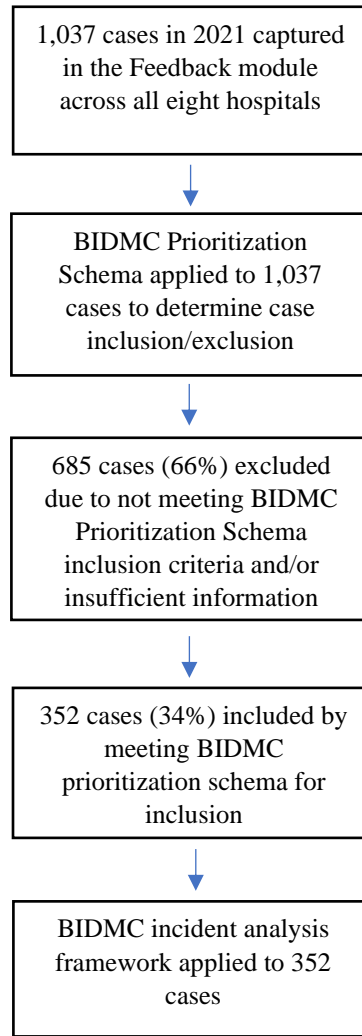 1,037 cases in 2021 captured
in the Feedback module
across all eight hospitals
BIDMC Prioritization
Schema applied to 1,037
cases to determine case
inclusion/exclusion
685 cases (66%) excluded
due to not meeting BIDMC
Prioritization Schema
inclusion criteria and/or
insufficient information
352 cases (34%) included by
meeting BIDMC
prioritization schema for
inclusion
BIDMC incident analysis
framework applied to 352
cases